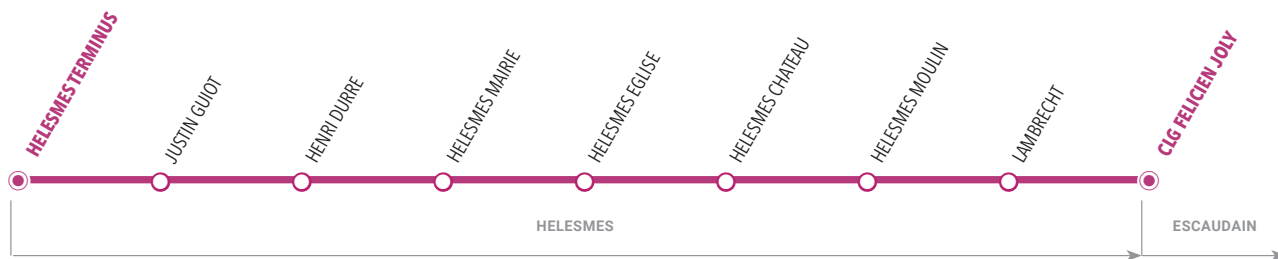 HELESMES TERMINUS
JUSTIN GUIOT
HENRI DURRE
HELESMES MAIRIE
HELESMES EGLISE
HELESMES CHATEAU
HELESMES MOULIN
LAMBRECHT
CLG FELICIEN JOLY
HELESMES
ESCAUDAIN